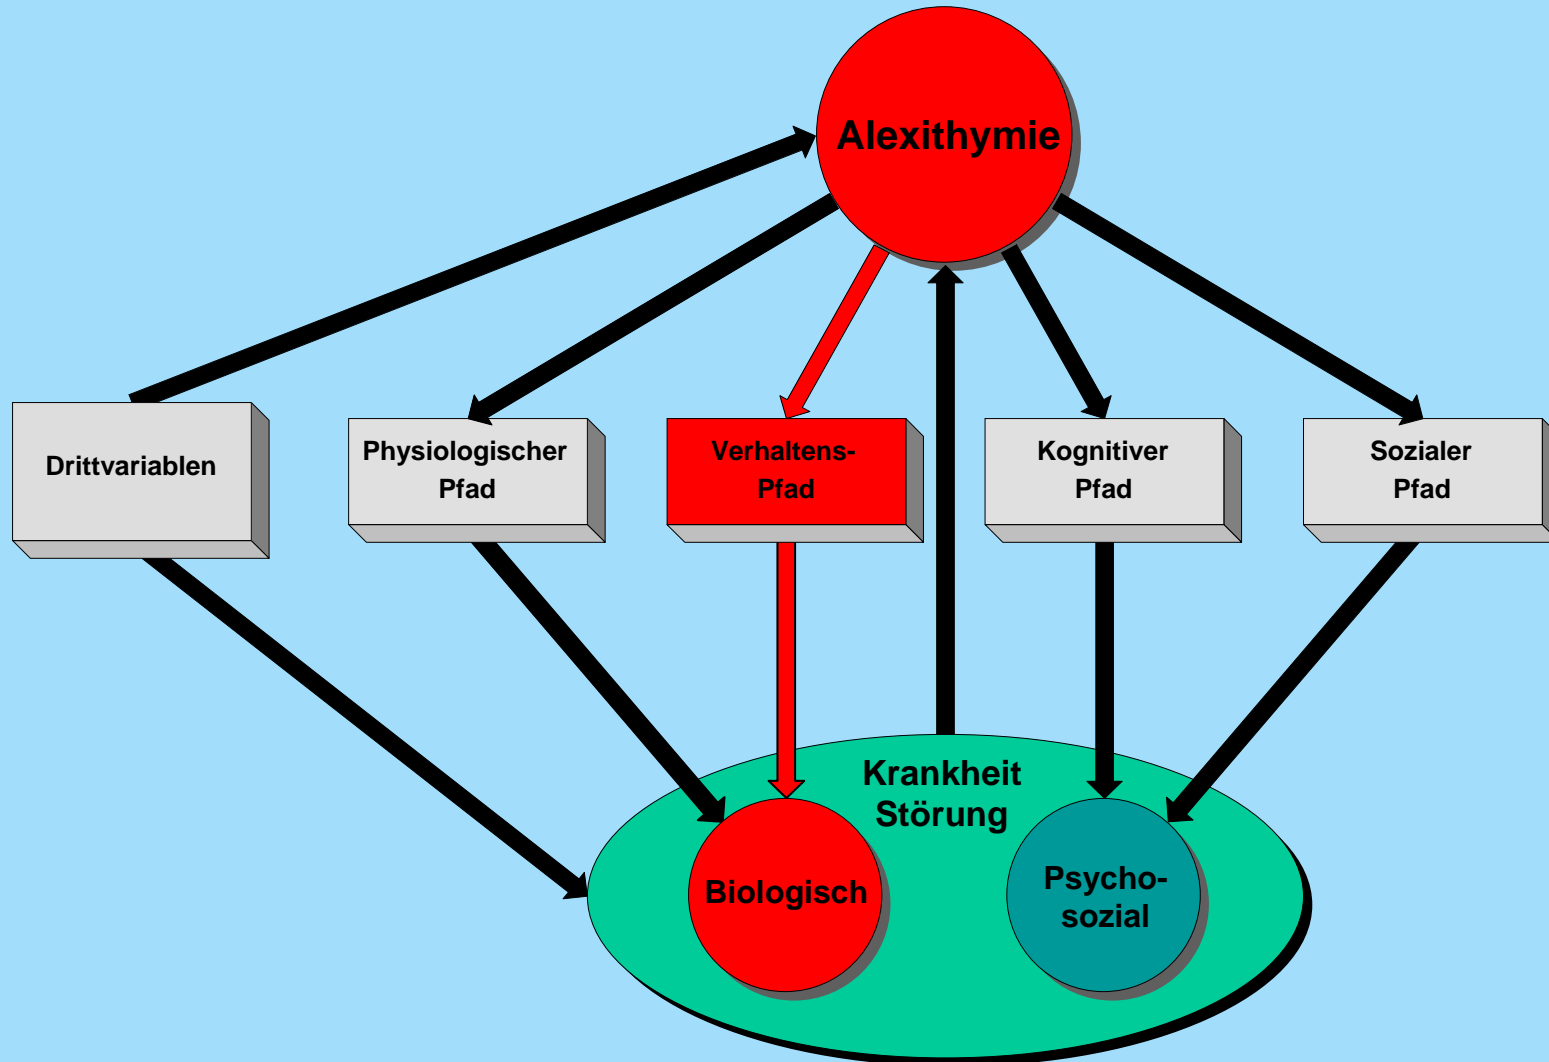 Alexithymie
Drittvariablen
Physiologischer
Pfad
Verhaltens-
Pfad
Kognitiver
Pfad
Sozialer
Pfad
Krankheit
Störung
Biologisch
Psycho-
sozial